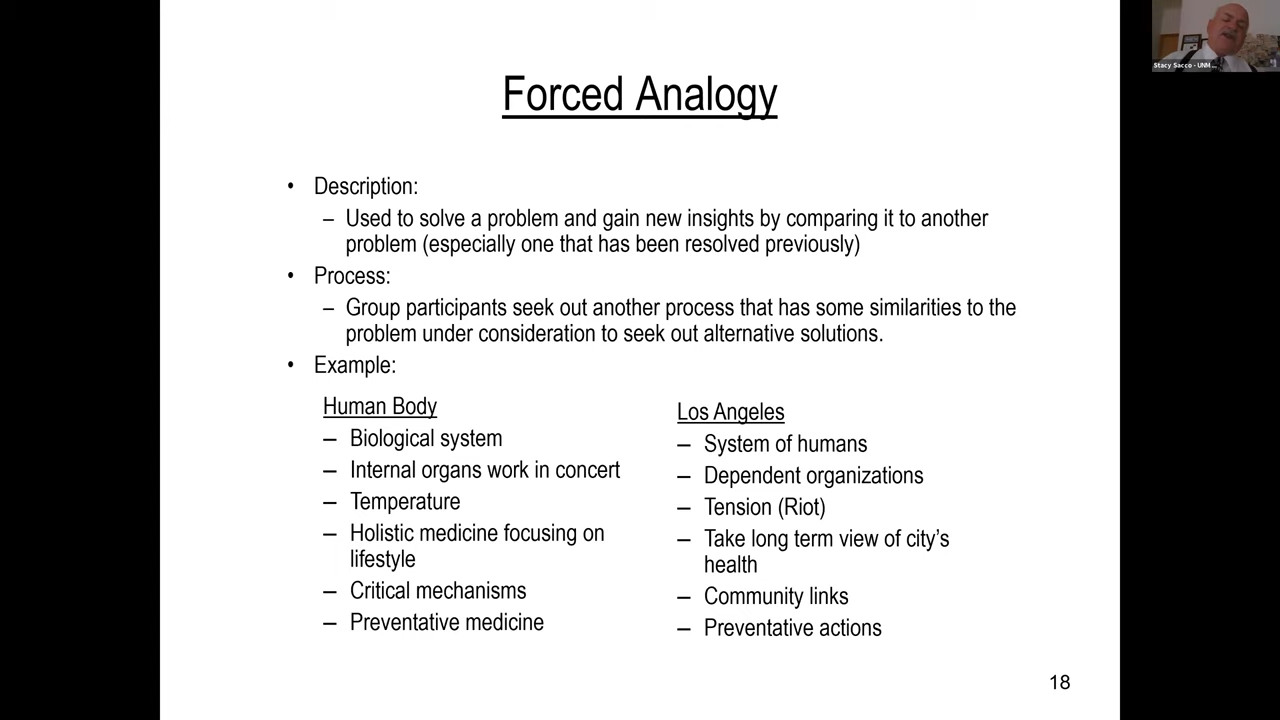 Forced Analogy
• Description:
– Used to solve a problem and gain new insights by comparing it to another
problem (especially one that has been resolved previously)
• Process:
– Group participants seek out another process that has some similarities to the
problem under consideration to seek out alternative solutions.
• Example:
Human Body
– Biological system
– Internal organs work in concert
– Temperature
– Holistic medicine focusing on
lifestyle
– Critical mechanisms
– Preventative medicine
Los Angeles
– System of humans
– Dependent organizations
– Tension (Riot)
– Take long term view of city’s
health
– Community links
– Preventative actions
18
Stacy Sacco - UNM ...